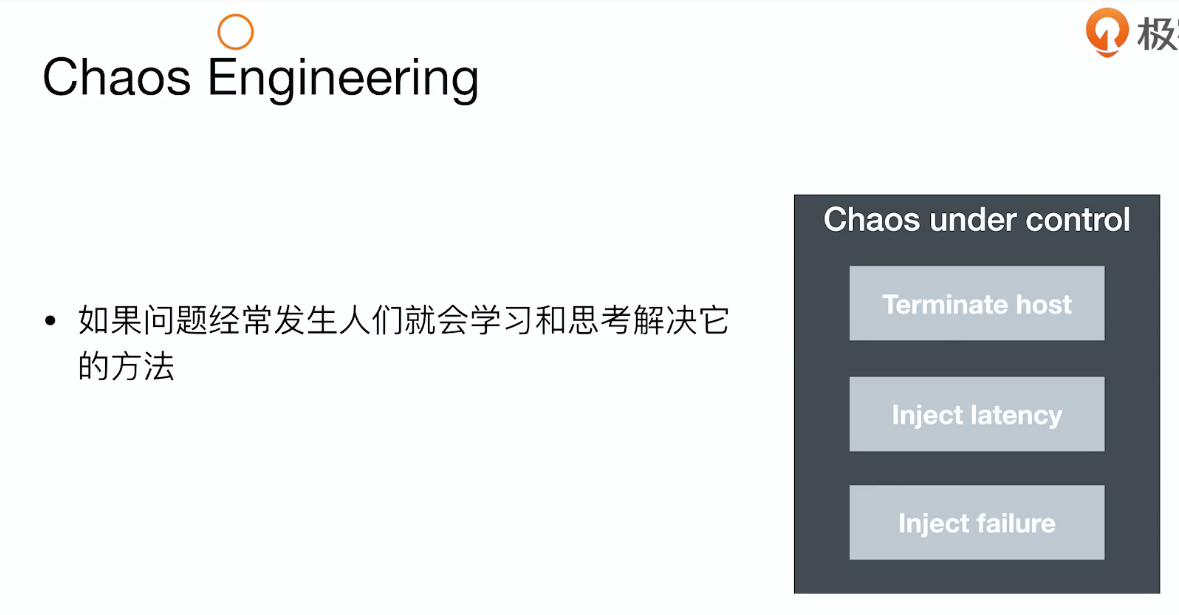 极
Chaos Engineering
Chaos under control
Terminate host
• 如果问题经常发生人们就会学习和思考解决它
的方法
Inject latency
Inject failure